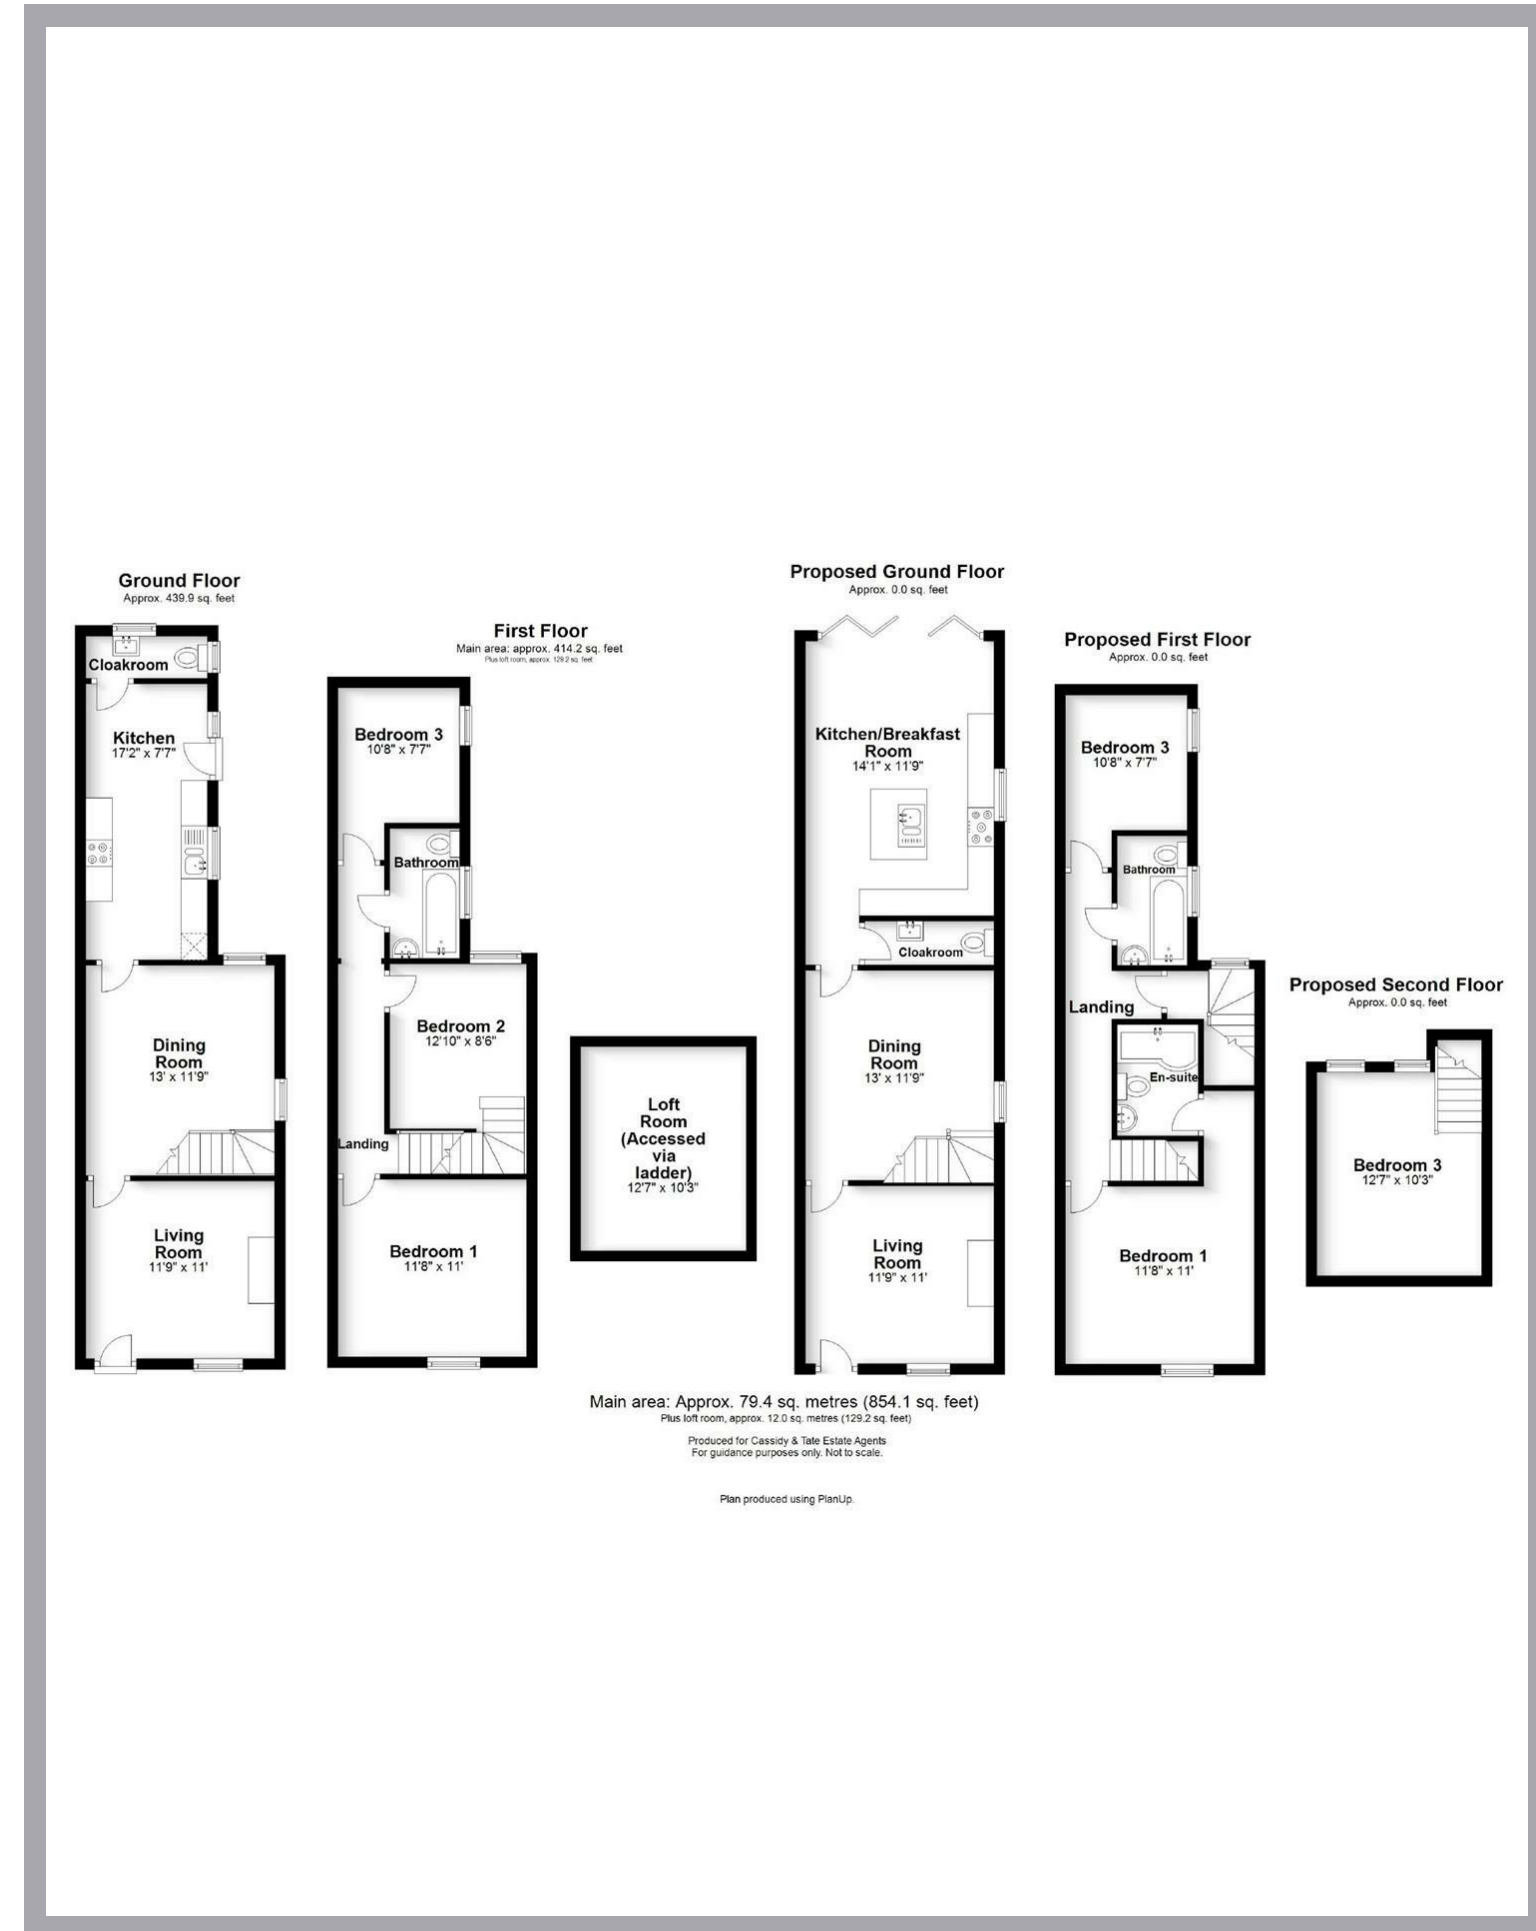 Ground Floor
Approx. 439.9 sq. feet
Cloakroom
Kitchen
17'2" x 7'7"
Dining
Room
13' x 11'9"
Living
Room
11'9" x 11'
First Floor
Main area: approx. 414.2 sq. feet
Plus loft room, approx. 129.2 sq. feet
Bedroom 3
10'8" x 7'7"
Bathroom
Bedroom 2
12'10" x 8'6"
Landing
Bedroom 1
11'8" x 11'
Loft
Room
(Accessed
via
ladder)
12'7" x 10'3"
Proposed Ground Floor
Approx. 0.0 sq. feet
Kitchen/Breakfast
Room
14'1" x 11'9"
Cloakroom
Dining
Room
13' x 11'9"
Living
Room
11'9" x 11'
Proposed First Floor
Approx. 0.0 sq. feet
Bedroom 3
10'8" x 7'7"
Bathroom
Landing
En-suite
Bedroom 1
11'8" x 11'
Proposed Second Floor
Approx. 0.0 sq. feet
Bedroom 3
12'7" x 10'3"
Main area: Approx. 79.4 sq. metres (854.1 sq. feet)
Plus loft room, approx. 12.0 sq. metres (129.2 sq. feet)
Produced for Cassidy & Tate Estate Agents
For guidance purposes only. Not to scale.
Plan produced using PlanUp.